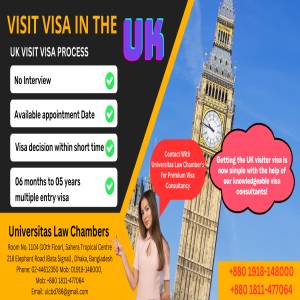 VISIT VISA IN THE
UK
UK VISIT VISA PROCESS
No Interview
Available appointment Date
Visa decision within short time
06 months to 05 years
multiple entry visa
Universitas Law Chambers
Room No. 1104 (10th Floor), Sahera Tropical Centre
218 Elephant Road (Bata Signal), Dhaka, Bangladesh
Phone: 02-44612350 Mob: 01918-148000,
Mob: +880 1811-477064
Email: ulcbd786@gmail.com
Contact With
Universitas Law Chamber's
for Premium Visa
Consultancy
Getting the UK visitor visa is
now simple with the help of
our knowledgeable visa
consultants!
+880 1918-148000
+880 1811-477064